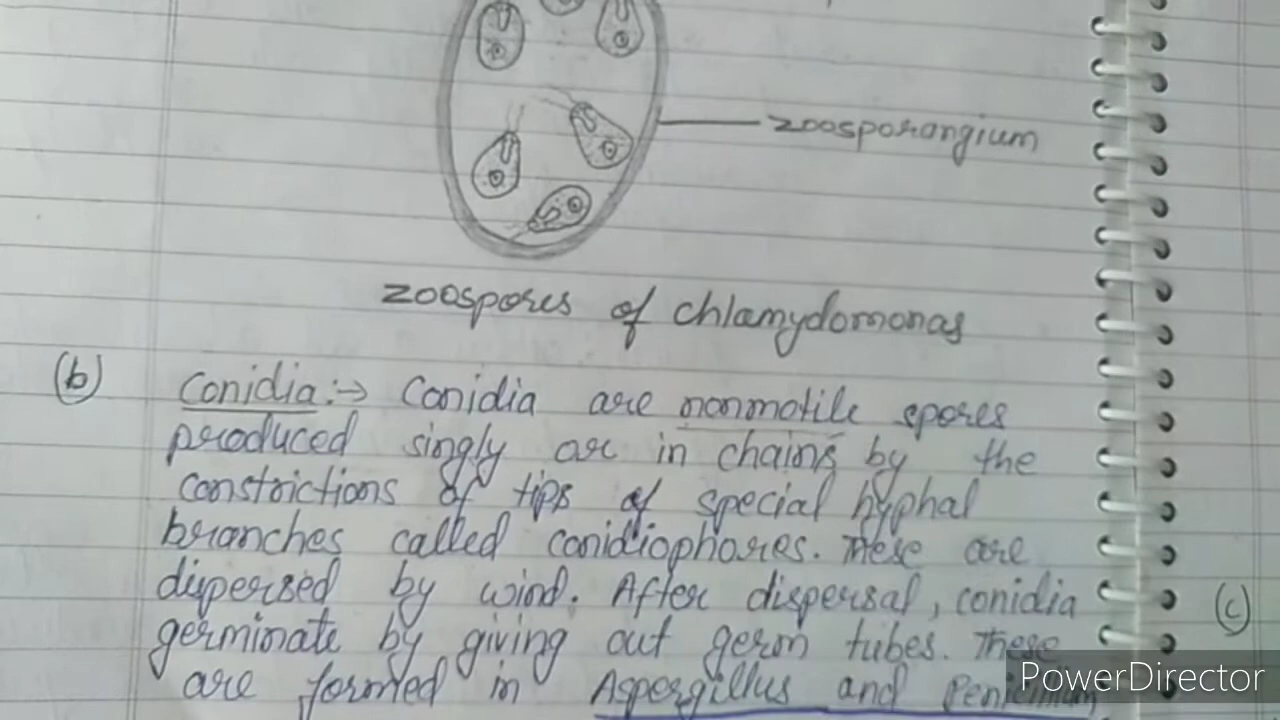 zoosporangium
zoospores of chlamydomonas
(b) Conidia:→ Conidia are nonmotile spores
produced singly or in chains by the
constrictions of tips of special hyphal
branches called conidiophores. These are
dispersed by wind. After dispersal, conidia
germinate by giving out germ tubes. These
are formed in Aspergillus and Penicillium
(c)
PowerDirector